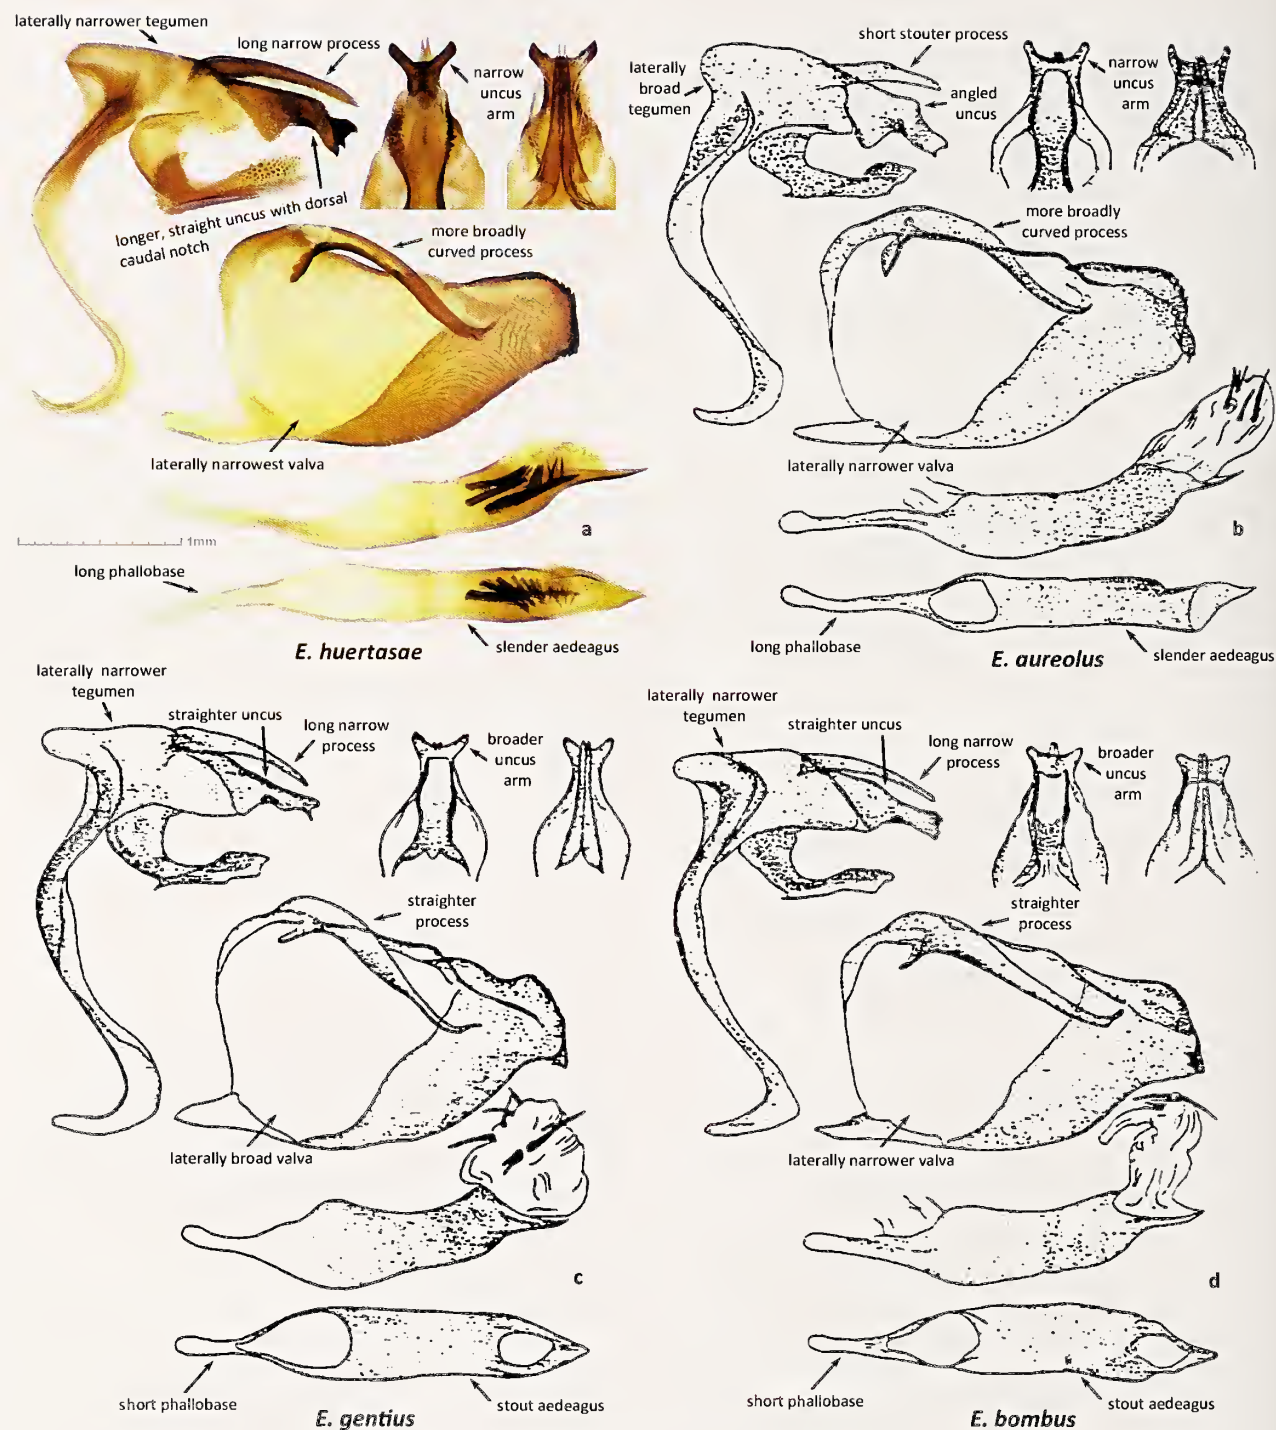 laterally narrower tegumen
long narrow process
narrow
uncus
arm
longer, straight uncus with dorsal
caudal notch
more broadly
curved process
laterally narrowest valva
a
1mm
long phallobase
slender aedeagus
E. huertasae
short stouter process
laterally
broad
tegumen
angled
uncus
narrow
uncus
arm
more broadly
curved process
laterally narrower valva
b
long phallobase
slender aedeagus
E. aureolus
laterally narrower
tegumen
straighter uncus
long narrow
process
broader
uncus
arm
straighter
process
laterally broad valva
c
short phallobase
stout aedeagus
E. gentius
laterally narrower
tegumen
straighter uncus
long narrow
process
broader
uncus
arm
straighter
process
laterally narrower valva
d
short phallobase
stout aedeagus
E. bombus